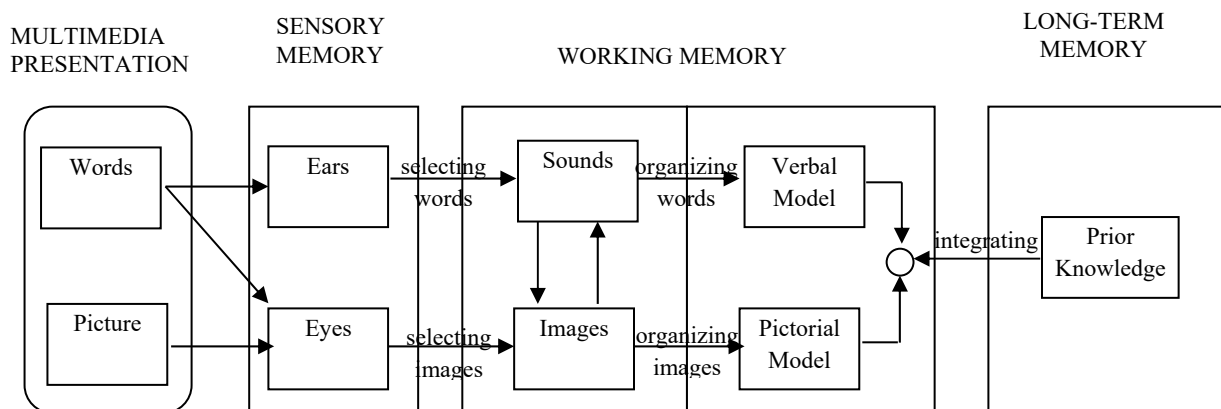 MULTIMEDIA
PRESENTATION
SENSORY
MEMORY
WORKING MEMORY
LONG-TERM
MEMORY
Words
Ears
selecting
words
Sounds
organizing
words
Verbal
Model
integrating
Prior
Knowledge
Picture
Eyes
selecting
images
Images
organizing
images
Pictorial
Model